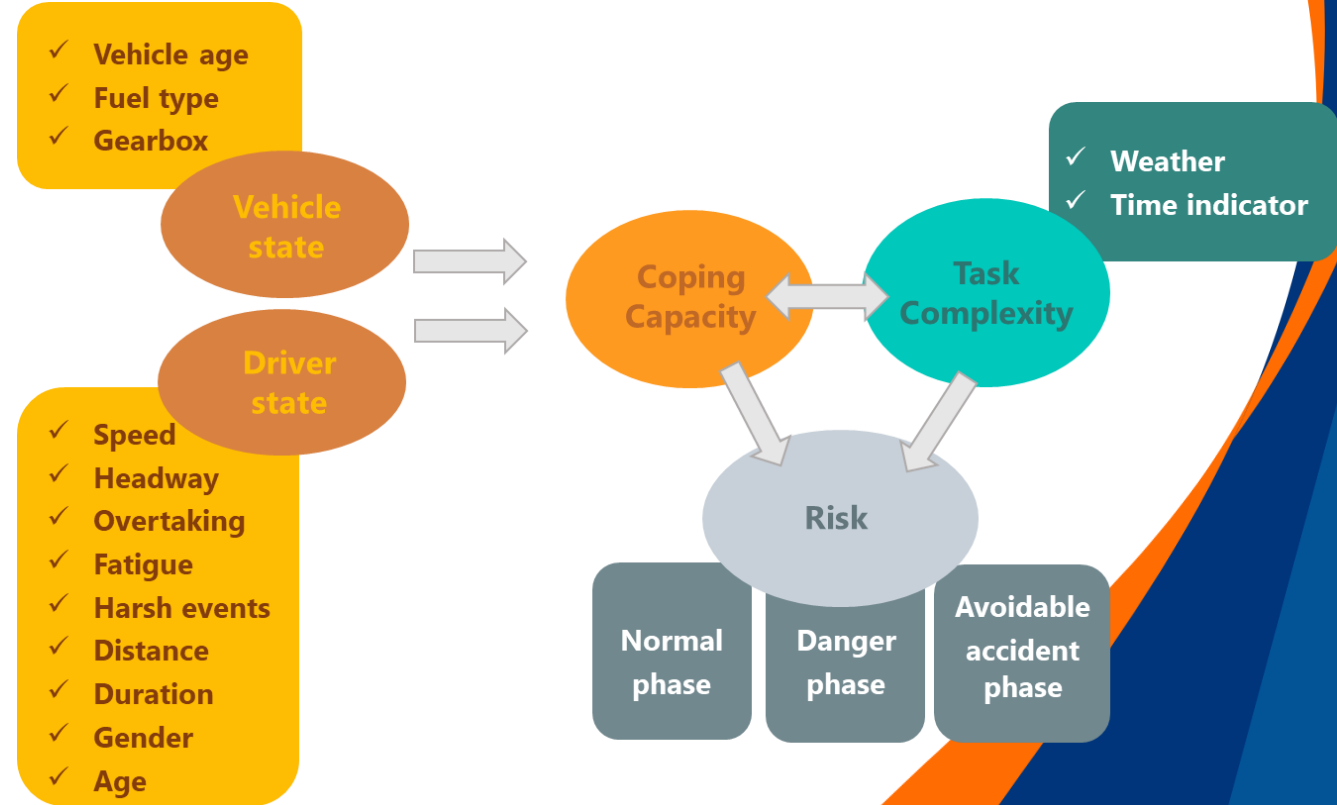 ✓ Vehicle age
✓ Fuel type
✓ Gearbox
Vehicle
state
Driver
state
✓ Speed
✓ Headway
✓ Overtaking
✓ Fatigue
✓ Harsh events
✓ Distance
✓ Duration
✓ Gender
✓ Age
Coping
Capacity
Task
Complexity
✓ Weather
✓ Time indicator
Risk
Normal
phase
Danger
phase
Avoidable
accident
phase